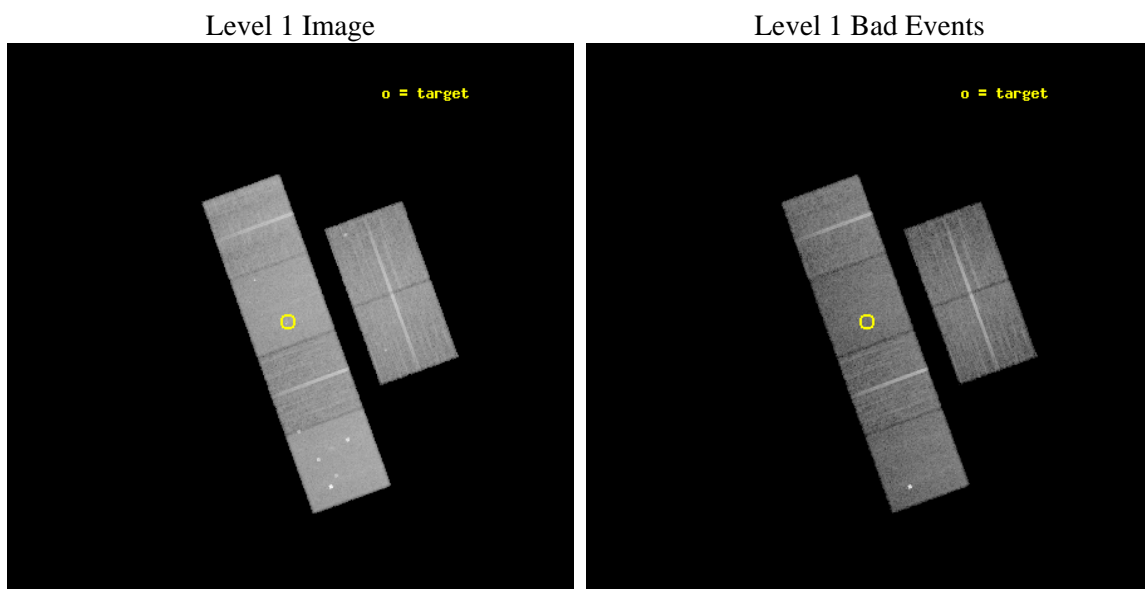 Level 1 Image
Level 1 Bad Events
o = target
o = target